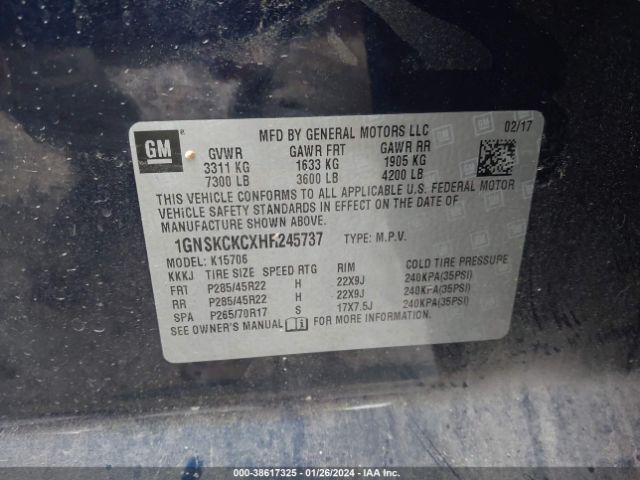 GM
MFD BY GENERAL MOTORS LLC 02/17
GVWR GAWR FRT GAWR RR
3311 KG 1633 KG 1905 KG
7300 LB 3600 LB 4200 LB
THIS VEHICLE CONFORMS TO ALL APPLICABLE U.S. FEDERAL MOTOR
VEHICLE SAFETY STANDARDS IN EFFECT ON THE DATE OF
MANUFACTURE SHOWN ABOVE.
1GNSKCKCXHR245737 TYPE: M.P.V.
MODEL: K15706
KKKJ TIRE SIZE SPEED RTG RIM COLD TIRE PRESSURE
FRT P285/45R22 H 22X9J 240KPA(35PSI)
RR P285/45R22 H 22X9J 240KPA(35PSI)
SPA P265/70R17 S 17X7.5J 240KPA(35PSI)
SEE OWNER'S MANUAL FOR MORE INFORMATION
000-38617325 - 01/26/2024 - IAA Inc.